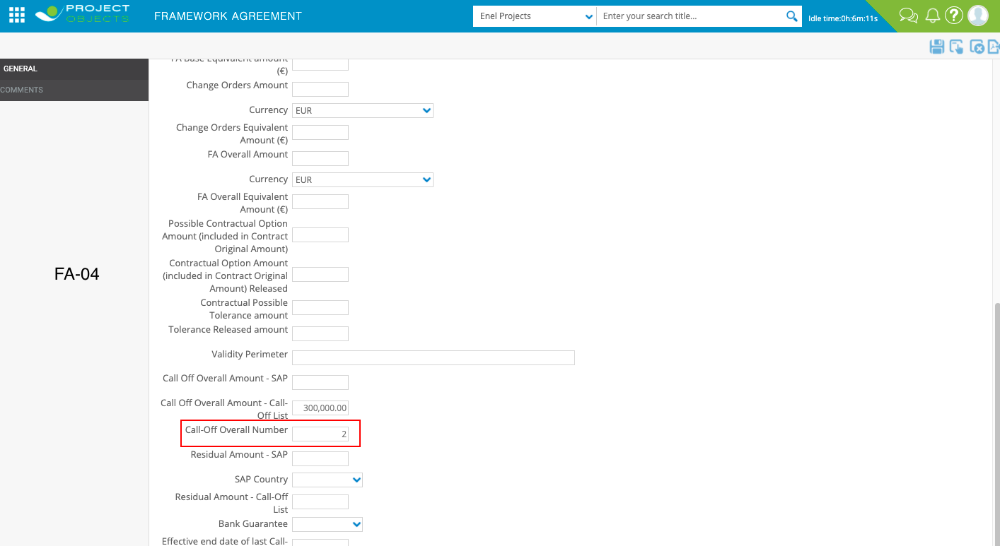 PROJECT
OBJECTS
FRAMEWORK AGREEMENT
Enel Projects
Enter your search title...
Idle time:0h:6m:11s
GENERAL
COMMENTS
FA-04
FA Base Equivalent amount
(€)
Change Orders Amount
Currency
EUR
Change Orders Equivalent
Amount (€)
FA Overall Amount
Currency
EUR
FA Overall Equivalent
Amount (€)
Possible Contractual Option
Amount (included in Contract
Original Amount)
Contractual Option Amount
(included in Contract Original
Amount) Released
Contractual Possible
Tolerance amount
Tolerance Released amount
Validity Perimeter
Call Off Overall Amount - SAP
Call Off Overall Amount - Call-
Off List
300,000.00
Call-Off Overall Number
2
Residual Amount - SAP
SAP Country
Residual Amount - Call-Off
List
Bank Guarantee
Effective end date of last Call-